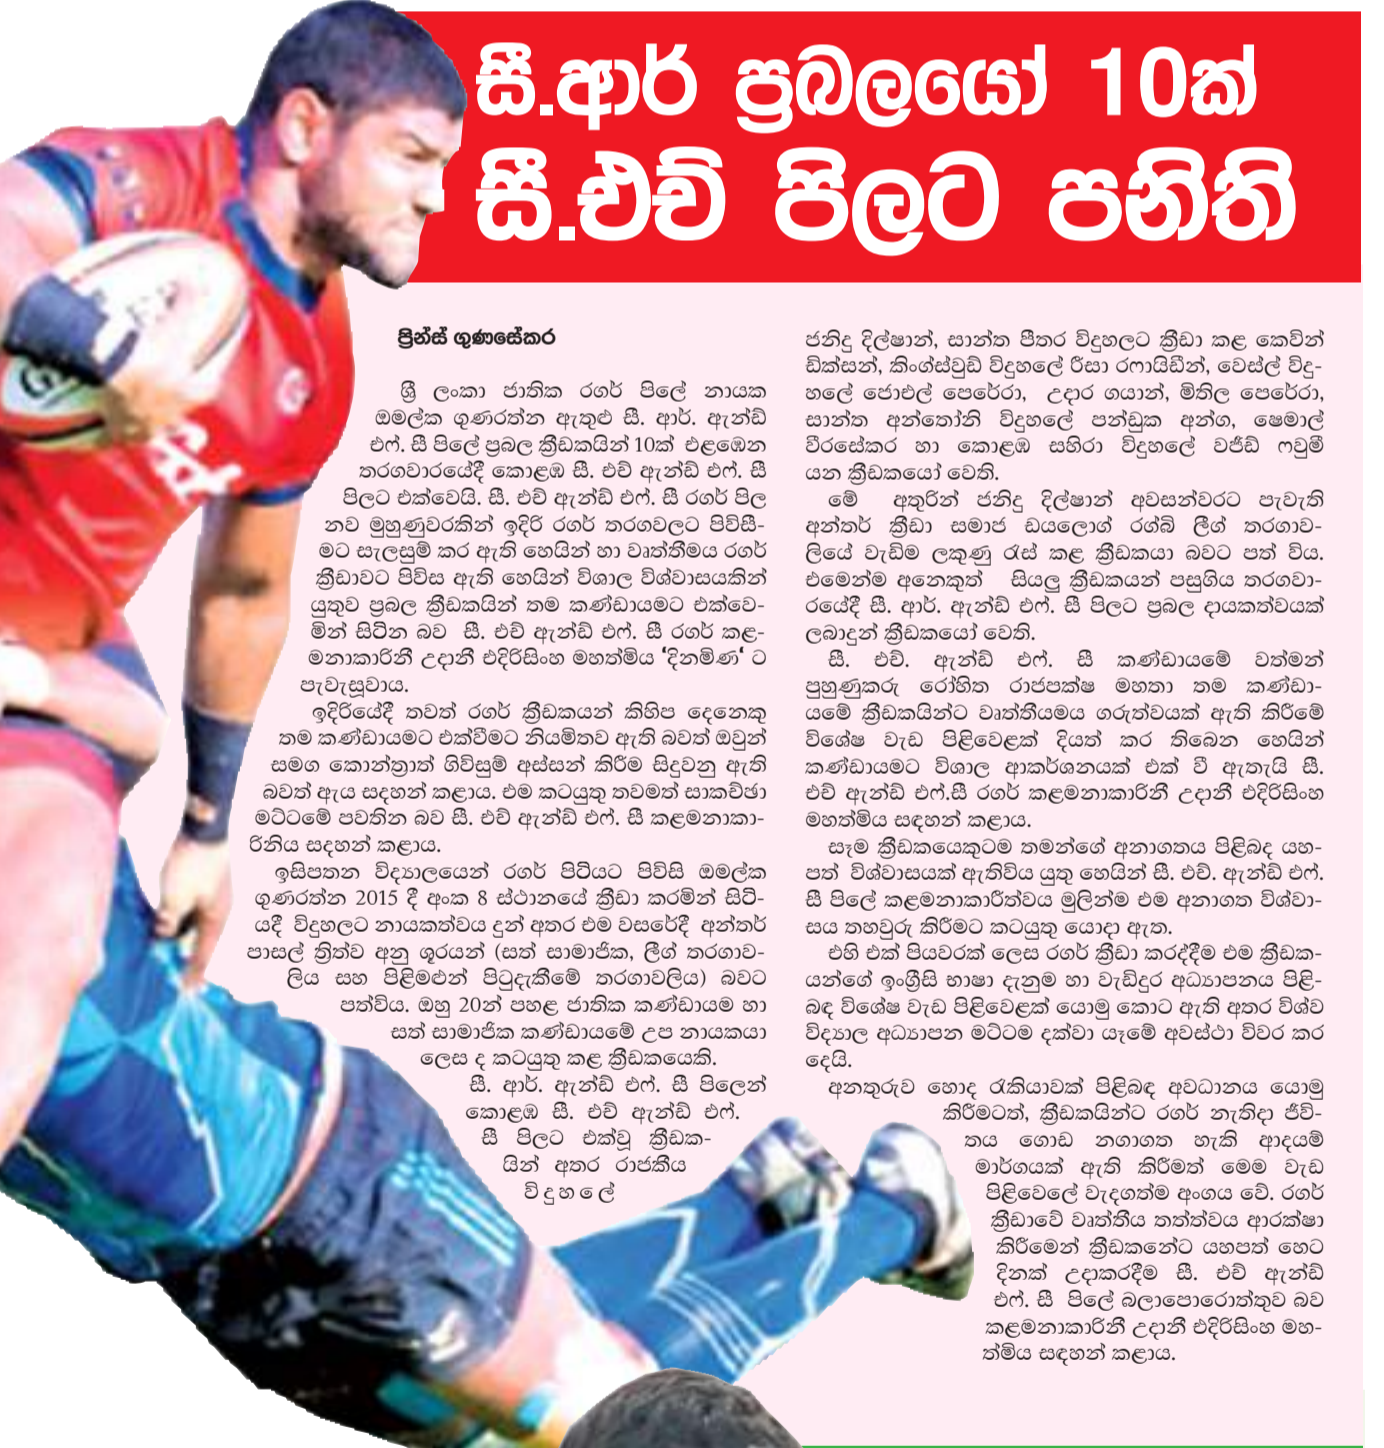 සී.ආර් ප්‍රබලයෝ 10ක්
සී.එච් පිලට පනිති
ප්‍රින්ස් ගුණසේකර
ශ්‍රී ලංකා ජාතික රගර් පිලේ නායක
ඔමල්ක ගුණරත්න ඇතුළු සී. ආර්. ඇන්ඩ්
එෆ්. සී පිලේ ප්‍රබල ක්‍රීඩකයින් 10ක් එළඹෙන
තරගවාරයේදී කොළඹ සී. එච් ඇන්ඩ් එෆ්. සී
පිලට එක්වෙයි. සී. එච් ඇන්ඩ් එෆ්. සී රගර් පිල
නව මුහුණුවරකින් ඉදිරි රගර් තරගවලට පිවිසී-
මට සැලසුම් කර ඇති හෙයින් හා වෘත්තීමය රගර්
ක්‍රීඩාවට පිවිස ඇති හෙයින් විශාල විශ්වාසයකින්
යුතුව ප්‍රබල ක්‍රීඩකයින් තම කණ්ඩායමට එක්වෙ-
මින් සිටින බව සී. එච් ඇන්ඩ් එෆ්. සී රගර් කළ-
මනාකාරිනී උදානී එදිරිසිංහ මහත්මිය ‘දිනමිණ‘ ට
පැවැසුවාය.
ඉදිරියේදී තවත් රගර් ක්‍රීඩකයන් කිහිප දෙනෙකු
තම කණ්ඩායමට එක්වීමට නියමිතව ඇති බවත් ඔවුන්
සමග කොන්ත්‍රාත් ගිවිසුම් අස්සන් කිරීම සිදුවනු ඇති
බවත් ඇය සදහන් කළාය. එම කටයුතු තවමත් සාකච්ඡා
මට්ටමේ පවතින බව සී. එච් ඇන්ඩ් එෆ්. සී කළමනාකා-
රිනිය සදහන් කළාය.
ඉසිපතන විද්‍යාලයෙන් රගර් පිටියට පිවිසි ඔමල්ක
ගුණරත්න 2015 දී අංක 8 ස්ථානයේ ක්‍රීඩා කරමින් සිටි-
යදී විදුහලට නායකත්වය දුන් අතර එම වසරේදී අන්තර්
පාසල් ත්‍රිත්ව අනු ශූරයන් (සත් සාමාජික, ලීග් තරගාව-
ලිය සහ පිළිමළුන් පිටුදැකීමේ තරගාවලිය) බවට
පත්විය. ඔහු 20න් පහළ ජාතික කණ්ඩායම හා
සත් සාමාජික කණ්ඩායමේ උප නායකයා
ලෙස ද කටයුතු කළ ක්‍රීඩකයෙකි.
සී. ආර්. ඇන්ඩ් එෆ්. සී පිලෙන්
කොළඹ සී. එච් ඇන්ඩ් එෆ්.
සී පිලට එක්වූ ක්‍රීඩක-
යින් අතර රාජකීය
විදුහලේ
ජනිදු දිල්ෂාන්, සාන්ත පීතර විදුහලට ක්‍රීඩා කළ කෙවින්
ඩික්සන්, කිංග්ස්වුඩ් විදුහලේ රීසා රෆායිඩීන්, වෙස්ල් විදු-
හලේ ජොඑල් පෙරේරා, උදාර ගයාන්, මිතිල පෙරේරා,
සාන්ත අන්තෝනි විදුහලේ පන්ඩුක අන්ග, ෂෙමාල්
වීරසේකර හා කොළඹ සහිරා විදුහලේ වජීඩ් ෆවුමී
යන ක්‍රීඩකයෝ වෙති.
මේ අතුරින් ජනිදු දිල්ෂාන් අවසන්වරට පැවැති
අන්තර් ක්‍රීඩා සමාජ ඩයලොග් රග්බි ලීග් තරගාව-
ලියේ වැඩිම ලකුණු රැස් කළ ක්‍රීඩකයා බවට පත් විය.
එමෙන්ම අනෙකුත් සියලු ක්‍රීඩකයන් පසුගිය තරගවා-
රයේදී සී. ආර්. ඇන්ඩ් එෆ්. සී පිලට ප්‍රබල දායකත්වයක්
ලබාදුන් ක්‍රීඩකයෝ වෙති.
සී. එච්. ඇන්ඩ් එෆ්. සී කණ්ඩායමේ වත්මන්
පුහුණුකරු රෝහිත රාජපක්ෂ මහතා තම කණ්ඩා-
යමේ ක්‍රීඩකයින්ට වෘත්තීයමය ගරුත්වයක් ඇති කිරීමේ
විශේෂ වැඩ පිළිවෙළක් දියත් කර තිබෙන හෙයින්
කණ්ඩායමට විශාල ආකර්ශනයක් එක් වී ඇතැයි සී.
එච් ඇන්ඩ් එෆ්.සී රගර් කළමනාකාරිනී උදානී එදිරිසිංහ
මහත්මිය සඳහන් කළාය.
සෑම ක්‍රීඩකයෙකුටම තමන්ගේ අනාගතය පිළිබද යහ-
පත් විශ්වාසයක් ඇතිවිය යුතු හෙයින් සී. එච්. ඇන්ඩ් එෆ්.
සී පිලේ කළමනාකාරීත්වය මුලින්ම එම අනාගත විශ්වා-
සය තහවුරු කිරීමට කටයුතු යොදා ඇත.
එහි එක් පියවරක් ලෙස රගර් ක්‍රීඩා කරද්දීම එම ක්‍රීඩක-
යන්ගේ ඉංග්‍රීසි භාෂා දැනුම හා වැඩිදුර අධ්‍යාපනය පිළි-
බඳ විශේෂ වැඩ පිළිවෙළක් යොමු කොට ඇති අතර විශ්ව
විද්‍යාල අධ්‍යාපන මට්ටම දක්වා යෑමේ අවස්ථා විවර කර
දෙයි.
අනතුරුව හොද රැකියාවක් පිළිබඳ අවධානය යොමු
කිරීමටත්, ක්‍රීඩකයින්ට රගර් නැතිදා ජීවි-
තය ගොඩ නගාගත හැකි ආදායම්
මාර්ගයක් ඇති කිරීමත් මෙම වැඩ
පිළිවෙලේ වැදගත්ම අංගය වේ. රගර්
ක්‍රීඩාවේ වෘත්තීය තත්ත්වය ආරක්ෂා
කිරීමෙන් ක්‍රීඩකනේට යහපත් හෙට
දිනක් උදාකරදීම සී. එච් ඇන්ඩ්
එෆ්. සී පිලේ බලාපොරොත්තුව බව
කළමනාකාරිනී උදානී එදිරිසිංහ මහ-
ත්මිය සඳහන් කළාය.